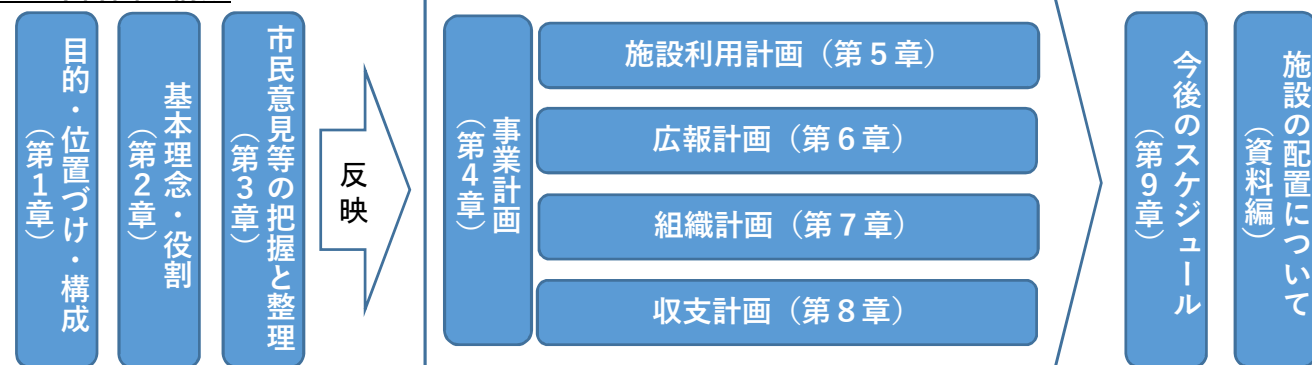 目的・位置づけ・構成
（第１章）
基本理念・役割
（第２章）
市民意見等の把握と整理
（第３章）
反
映
事業計画
（第４章）
施設利用計画（第５章）
広報計画（第６章）
組織計画（第７章）
収支計画（第８章）
今後のスケジュール
（第９章）
施設の配置について
（資料編）